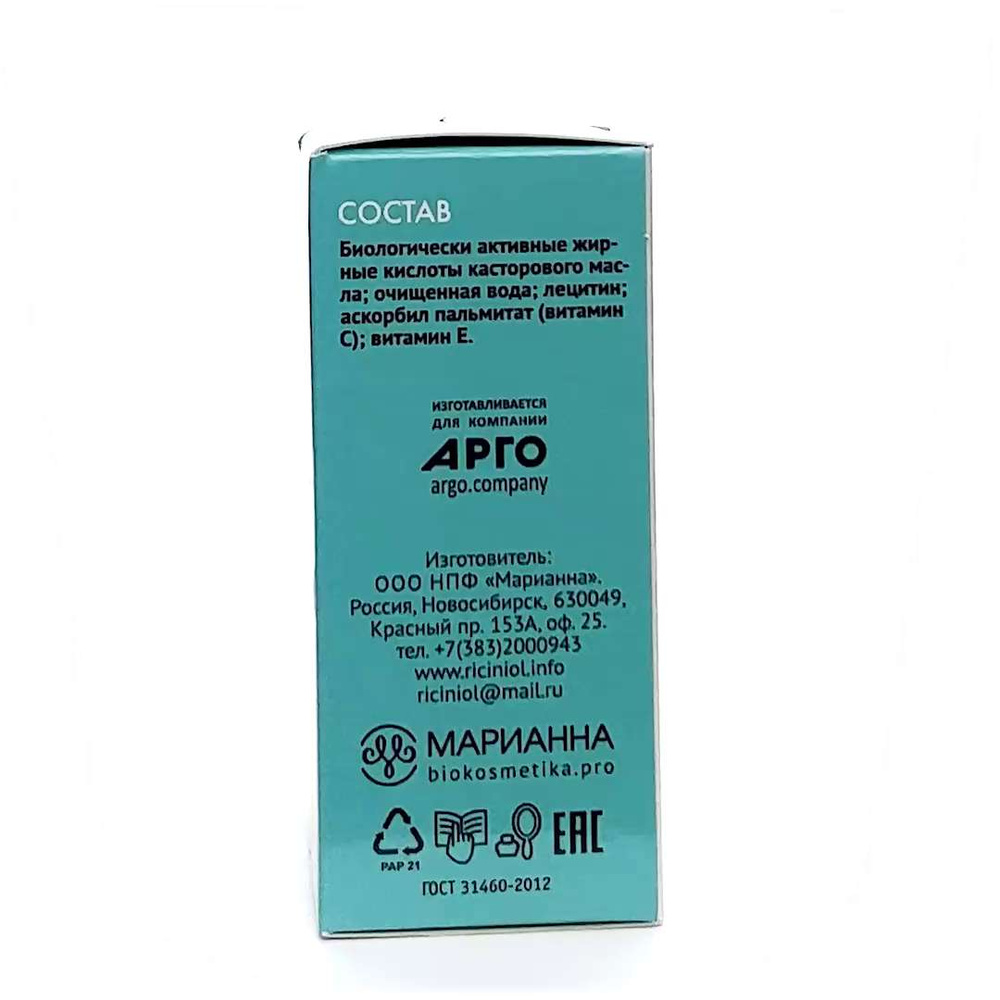 СОСТАВ
Биологически активные жир-
ные кислоты касторового мас-
ла; очищенная вода; лецитин;
аскорбил пальмитат (витамин
С); витамин Е.
ИЗГОТАВЛИВАЕТСЯ
ДЛЯ КОМПАНИИ
АРГО
argo.company
Изготовитель:
ООО НПФ «Марианна».
Россия, Новосибирск, 630049,
Красный пр. 153А, оф. 25.
тел. +7(383)2000943
www.riciniol.info
riciniol@mail.ru
МАРИАННА
biokosmetika.pro
EAC
PAP 21
ГОСТ 31460-2012